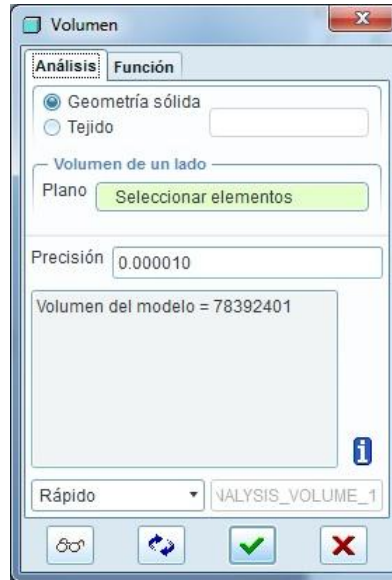 Volumen
Análisis Función
Geometría sólida
Tejido
Volumen de un lado
Plano Seleccionar elementos
Precisión 0.000010
Volumen del modelo = 78392401
Rápido ANALYSIS_VOLUME_1